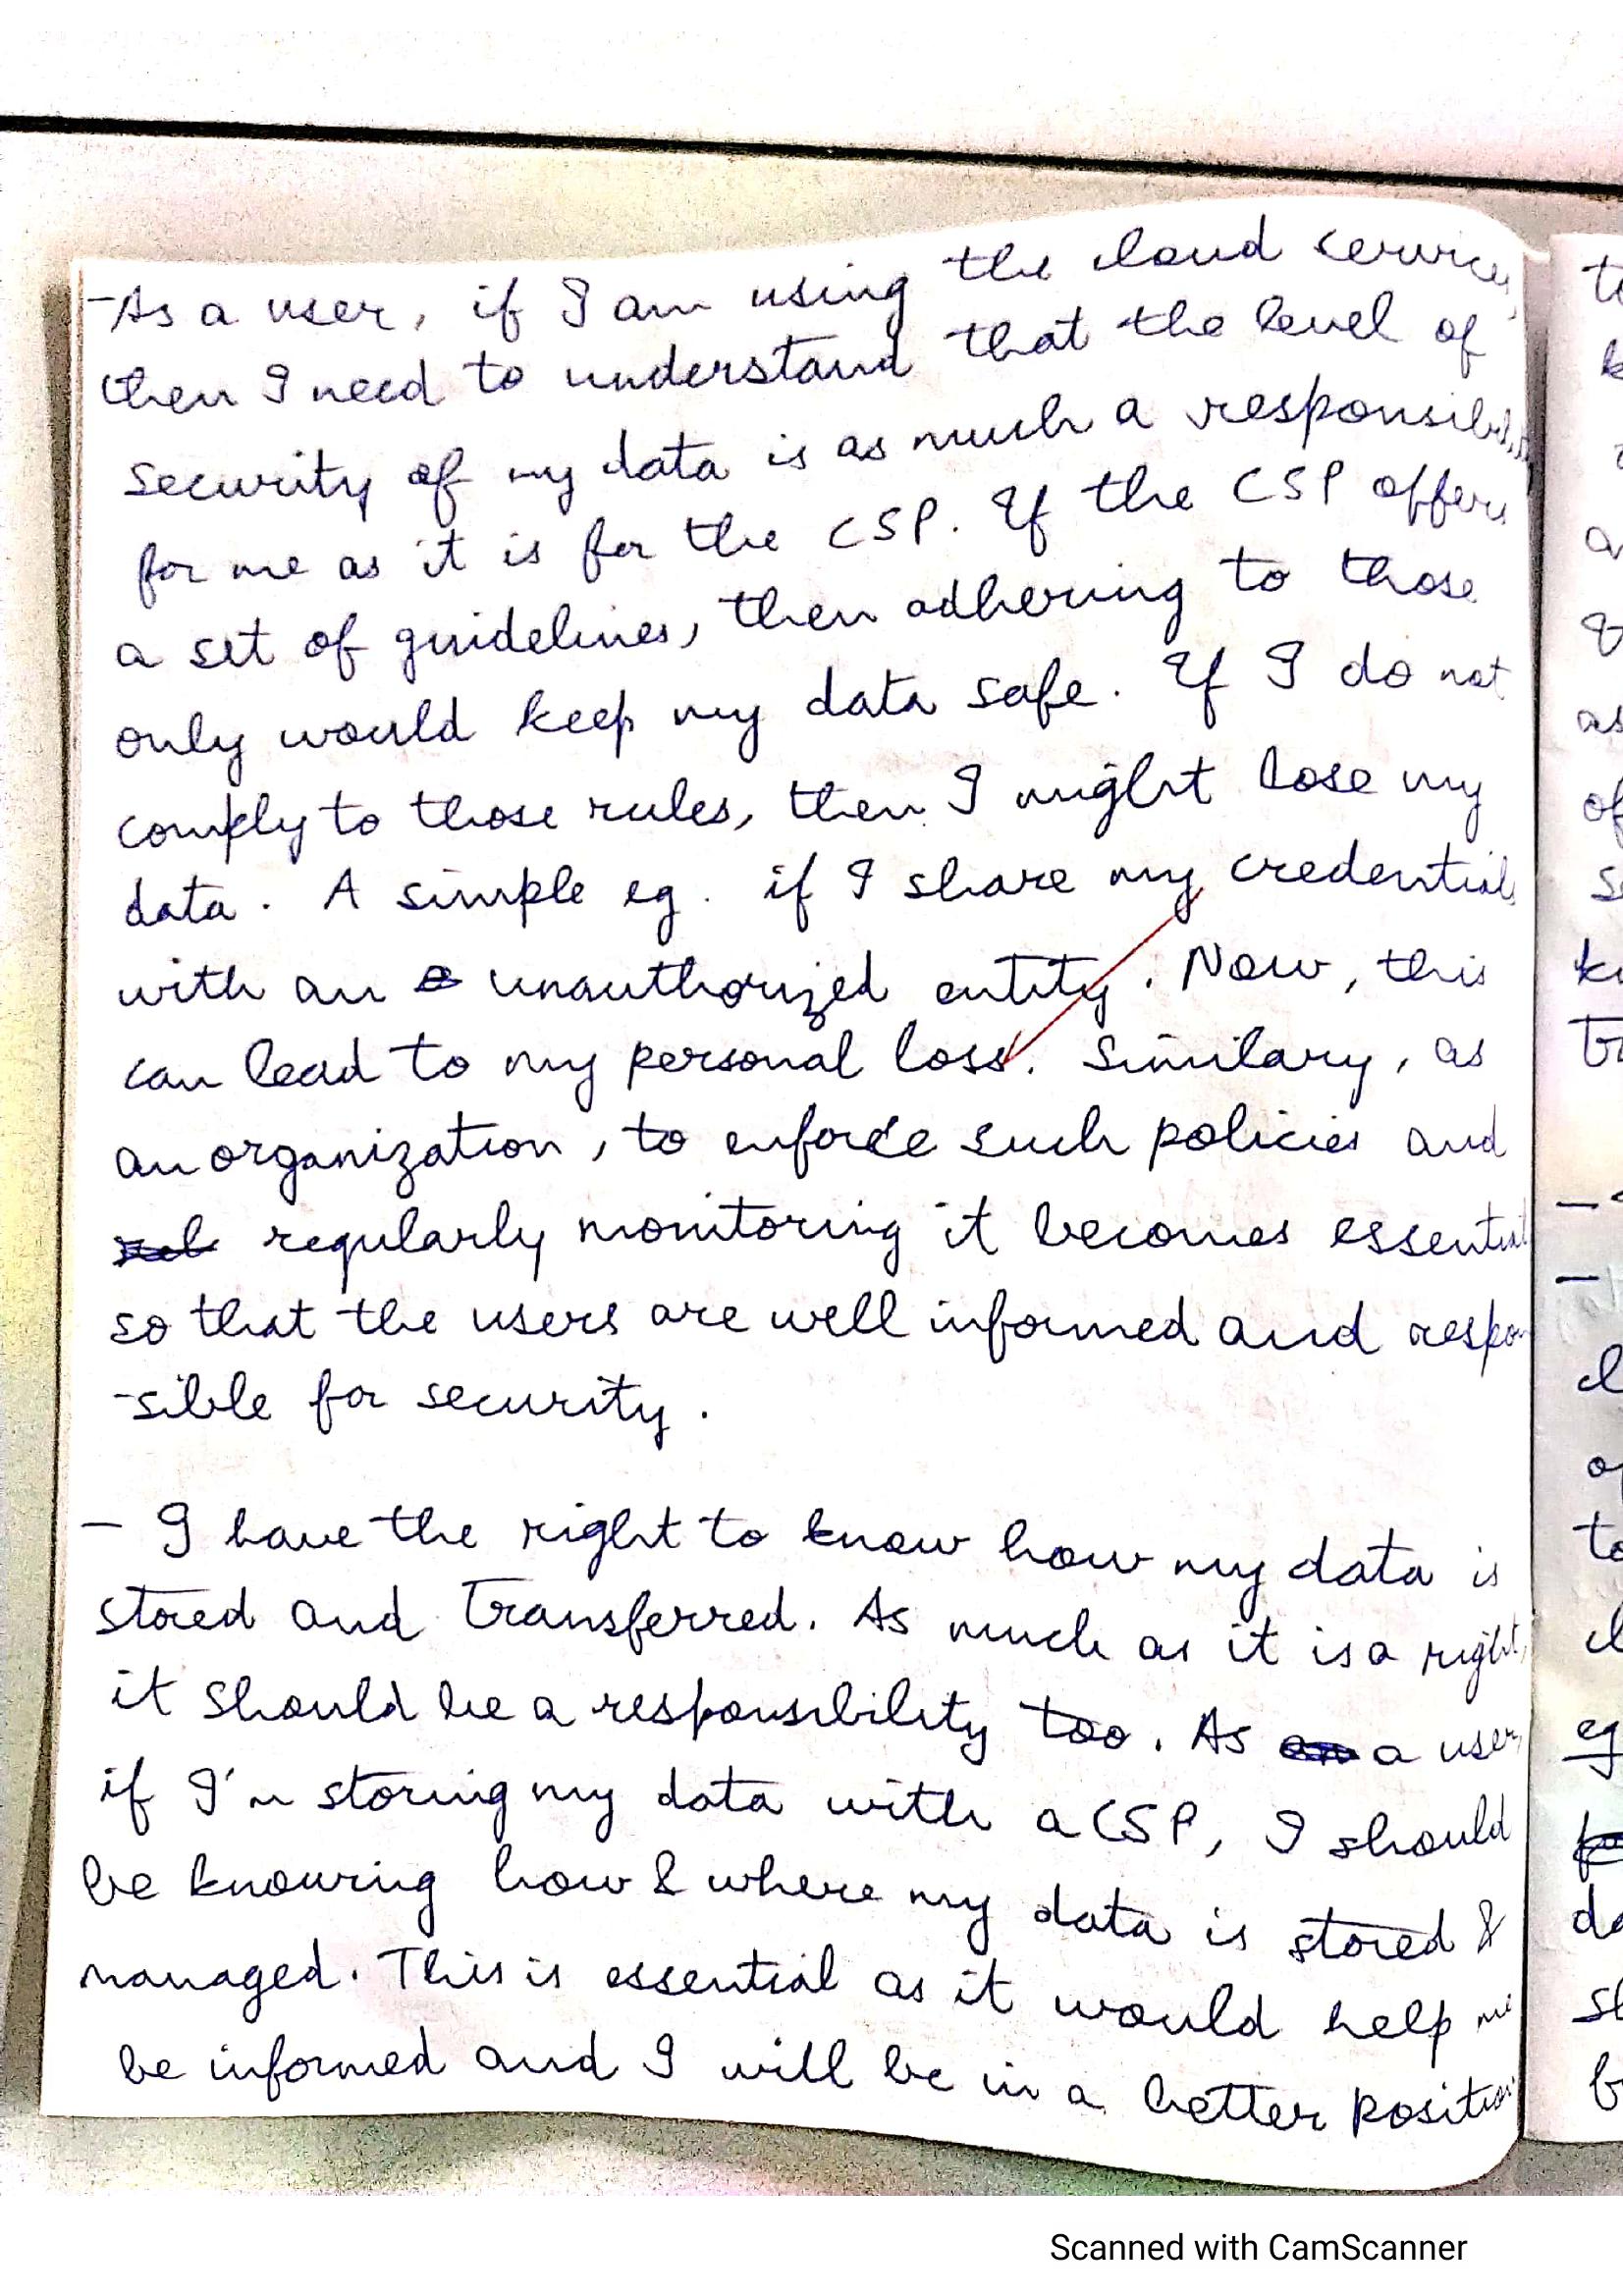 -As a user, if I am using the cloud services,
then I need to understand that the level of
security of my data is as much a responsibility
for me as it is for the CSP. If the CSP offers
a set of guidelines, then adhering to those
only would keep my data safe. If I do not
comply to those rules, then I might lose my
data. A simple eg. if I share my credentials
with an unauthorized entity. Now, this
can lead to my personal loss. Similary, as
an organization, to enforce such policies and
regularly monitoring it becomes essential
so that the users are well informed and respon
-sible for security.
- I have the right to know how my data is
stored and transferred. As much as it is a right,
it should be a responsibility too. As a user,
if I'm storing my data with a CSP, I should
be knowing how & where my data is stored &
managed. This is essential as it would help me
be informed and I will be in a better position
Scanned with CamScanner